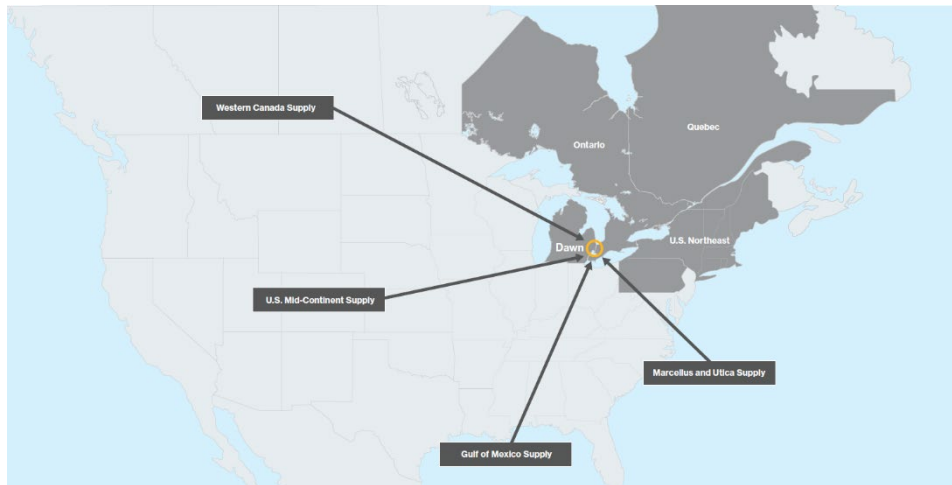 Western Canada Supply
Quebec
Ontario
U.S. Northeast
Dawn
U.S. Mid-Continent Supply
Marcellus and Utica Supply
Gulf of Mexico Supply